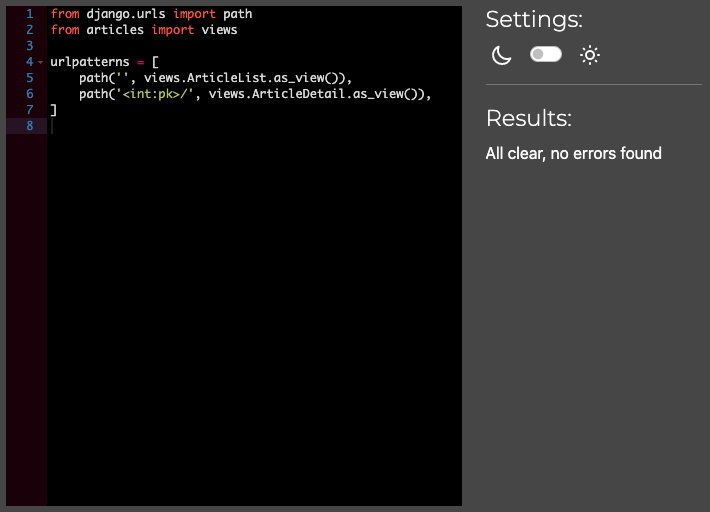 1 from django.urls import path
2 from articles import views
3
4 urlpatterns = [
5     path('', views.ArticleList.as_view()),
6     path('<int:pk>/', views.ArticleDetail.as_view()),
7 ]
8
Settings:
Results:
All clear, no errors found